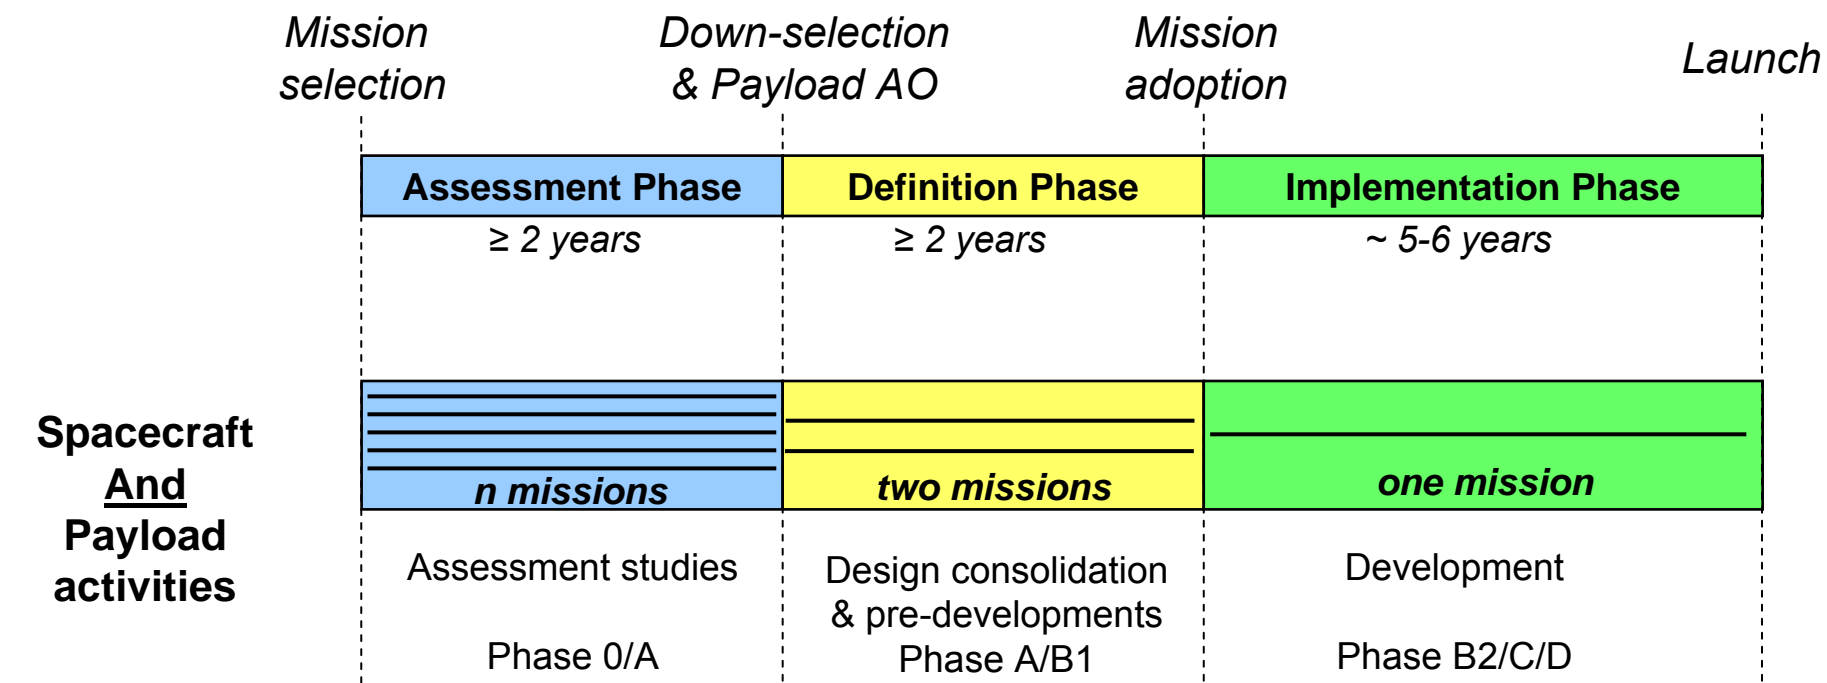 Mission
selection
Down-selection
& Payload AO
Mission
adoption
Launch
Assessment Phase
Definition Phase
Implementation Phase
≥ 2 years
≥ 2 years
~ 5-6 years
Spacecraft
And
Payload
activities
n missions
two missions
one mission
Assessment studies
Phase 0/A
Design consolidation
& pre-developments
Phase A/B1
Development
Phase B2/C/D